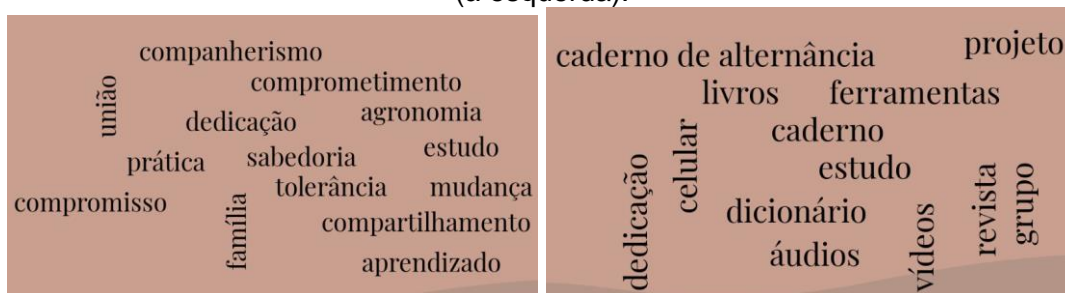 (à esquerda).
companherismo
comprometimento
união
agronomia
dedicação
estudo
prática
sabedoria
tolerância
mudança
compromisso
família
compartilhamento
aprendizado
projeto
caderno de alternância
livros
ferramentas
caderno
celular
estudo
dedicação
revista
grupo
dicionário
vídeos
áudios